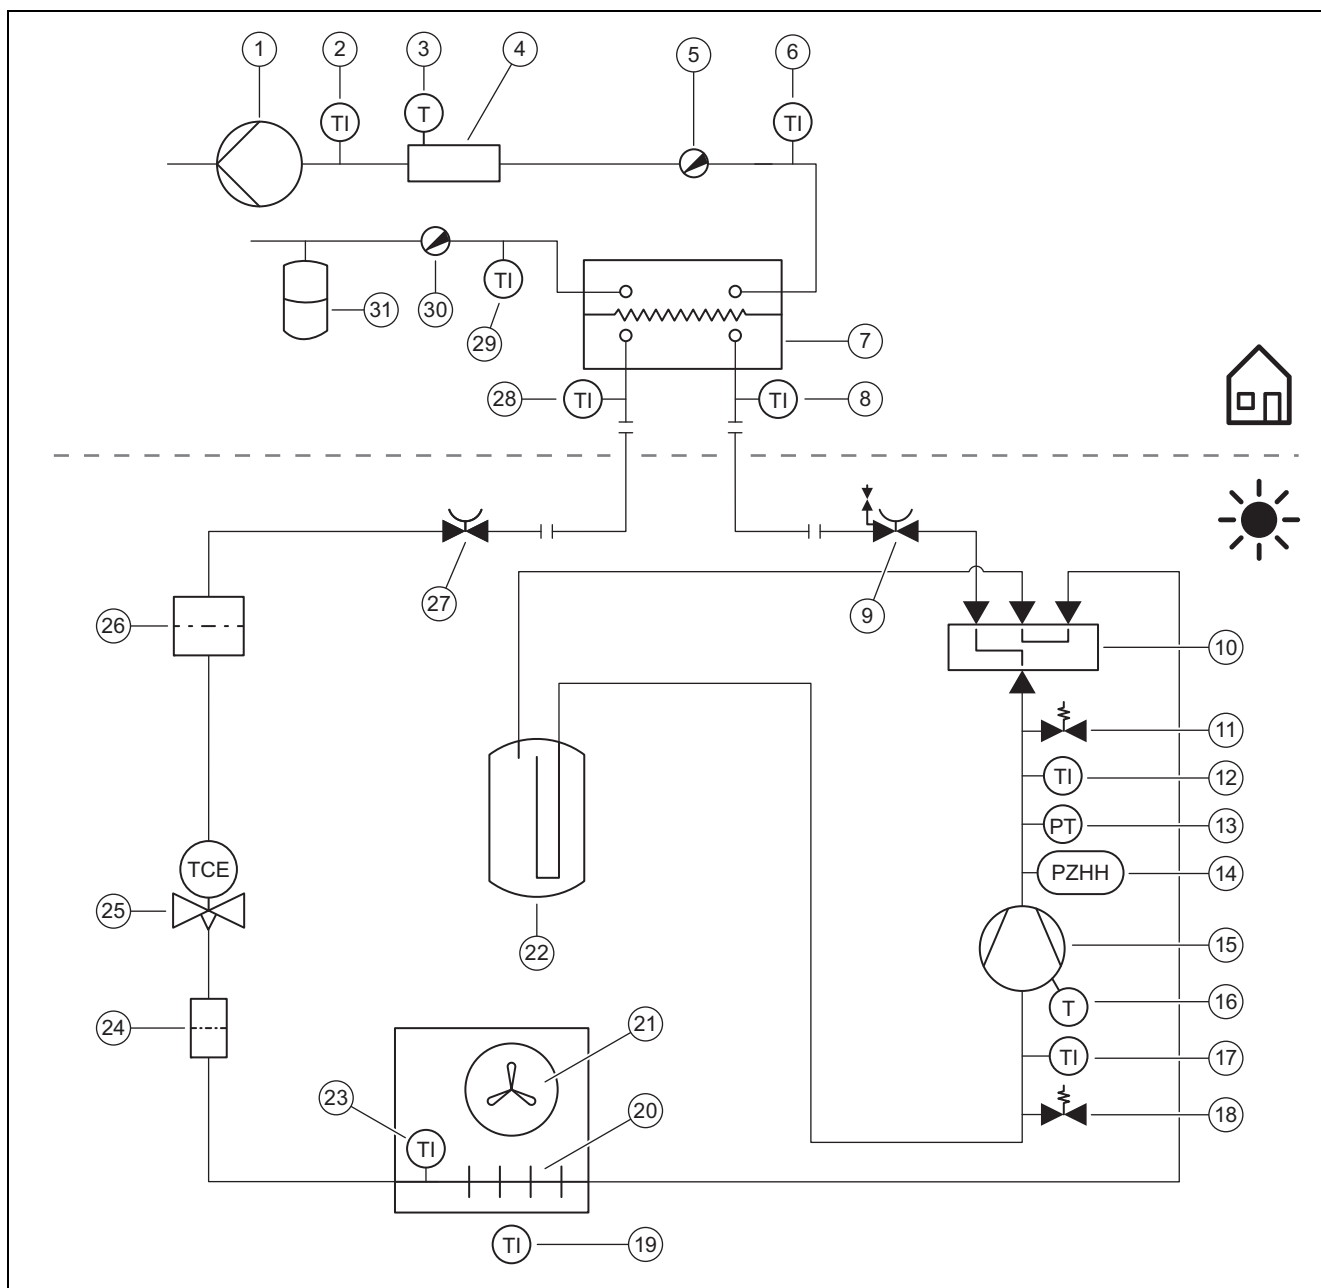 1 2 3 4 5 6
TI T TI
31 30 TI
29 7
28 TI TI 8
27 9
26 10
11
TI 12
PT 13
TCE PZHH 14
25 22 15
T 16
24 21 TI 17
23 20 18
TI
TI 19